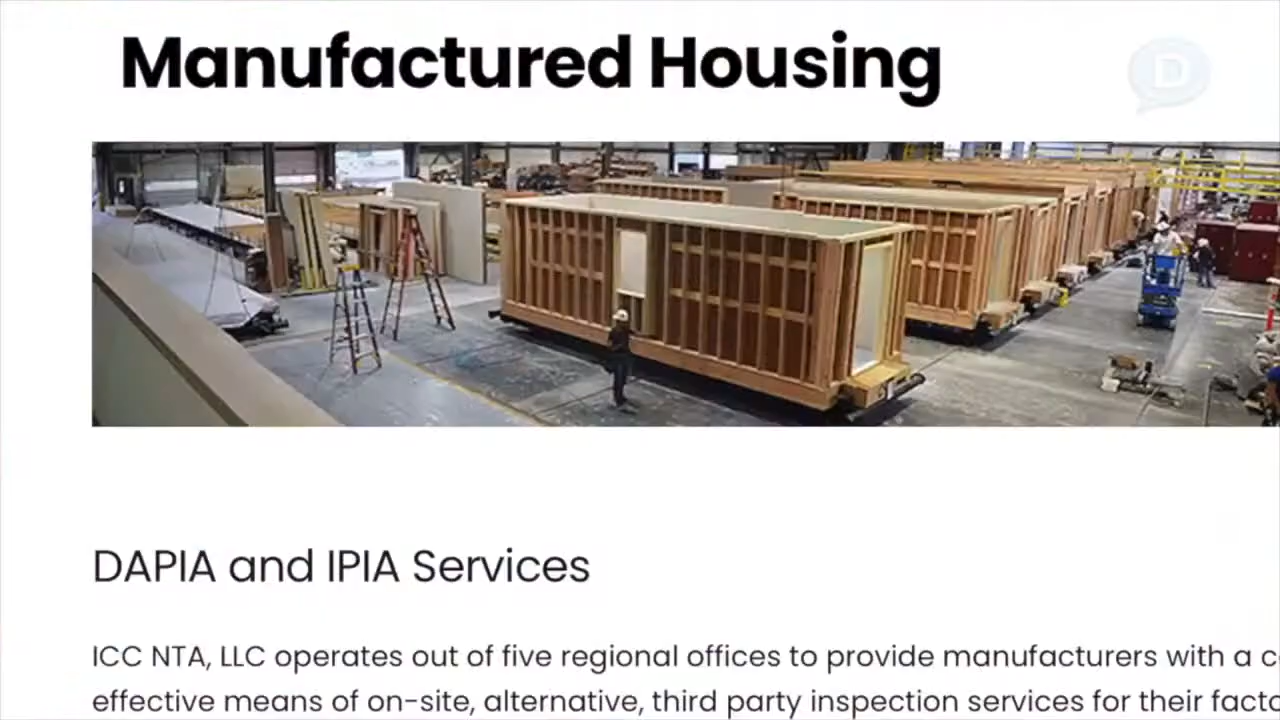 Manufactured Housing
D
DAPIA and IPIA Services
ICC NTA, LLC operates out of five regional offices to provide manufacturers with a c
effective means of on-site, alternative, third party inspection services for their facto